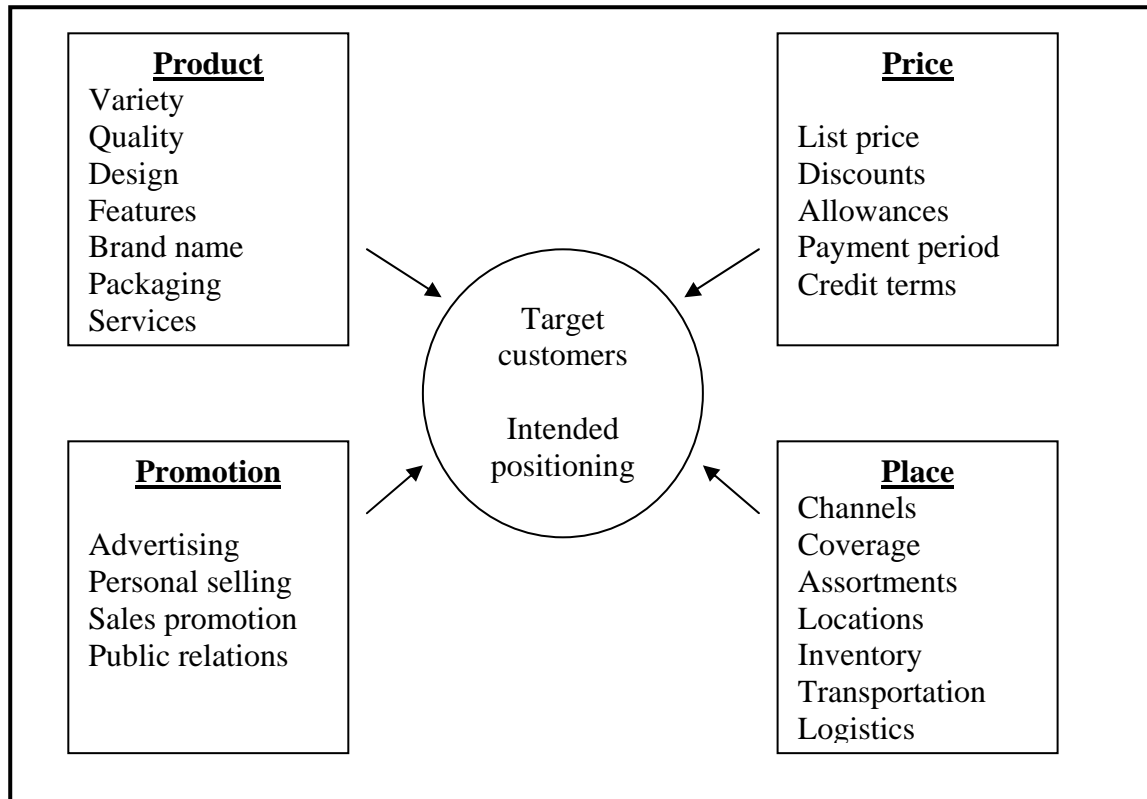 Product
Variety
Quality
Design
Features
Brand name
Packaging
Services
Price
List price
Discounts
Allowances
Payment period
Credit terms
Target
customers
Intended
positioning
Promotion
Advertising
Personal selling
Sales promotion
Public relations
Place
Channels
Coverage
Assortments
Locations
Inventory
Transportation
Logistics